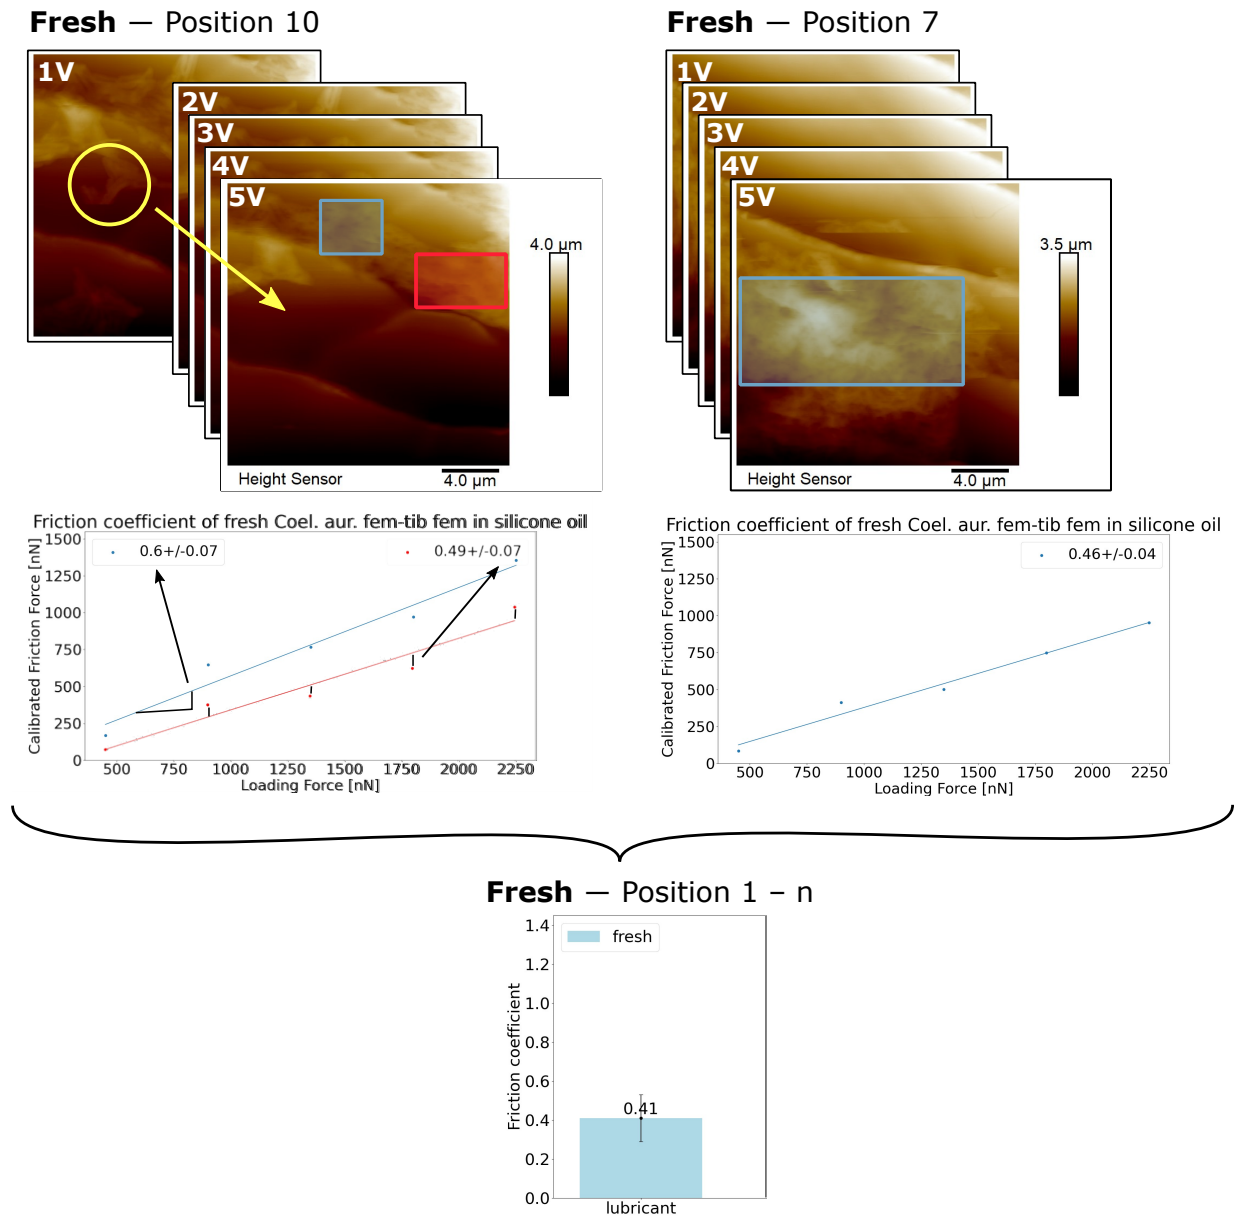 Fresh — Position 10
1V
2V
3V
4V
5V
4.0 µm
Height Sensor
4.0 µm
Fresh — Position 7
1V
2V
3V
4V
5V
3.5 µm
Height Sensor
4.0 µm
Friction coefficient of fresh Coel. aur. fem-tib fem in silicone oil
Calibrated Friction Force [nN]
1500
1250
1000
750
500
250
0
0.6+/-0.07
0.49+/-0.07
500 750 1000 1250 1500 1750 2000 2250
Loading Force [nN]
Friction coefficient of fresh Coel. aur. fem-tib fem in silicone oil
Calibrated Friction Force [nN]
1500
1250
1000
750
500
250
0
0.46+/-0.04
500 750 1000 1250 1500 1750 2000 2250
Loading Force [nN]
Fresh — Position 1 – n
Friction coefficient
1.4
1.2
1.0
0.8
0.6
0.4
0.2
0.0
fresh
0.41
lubricant